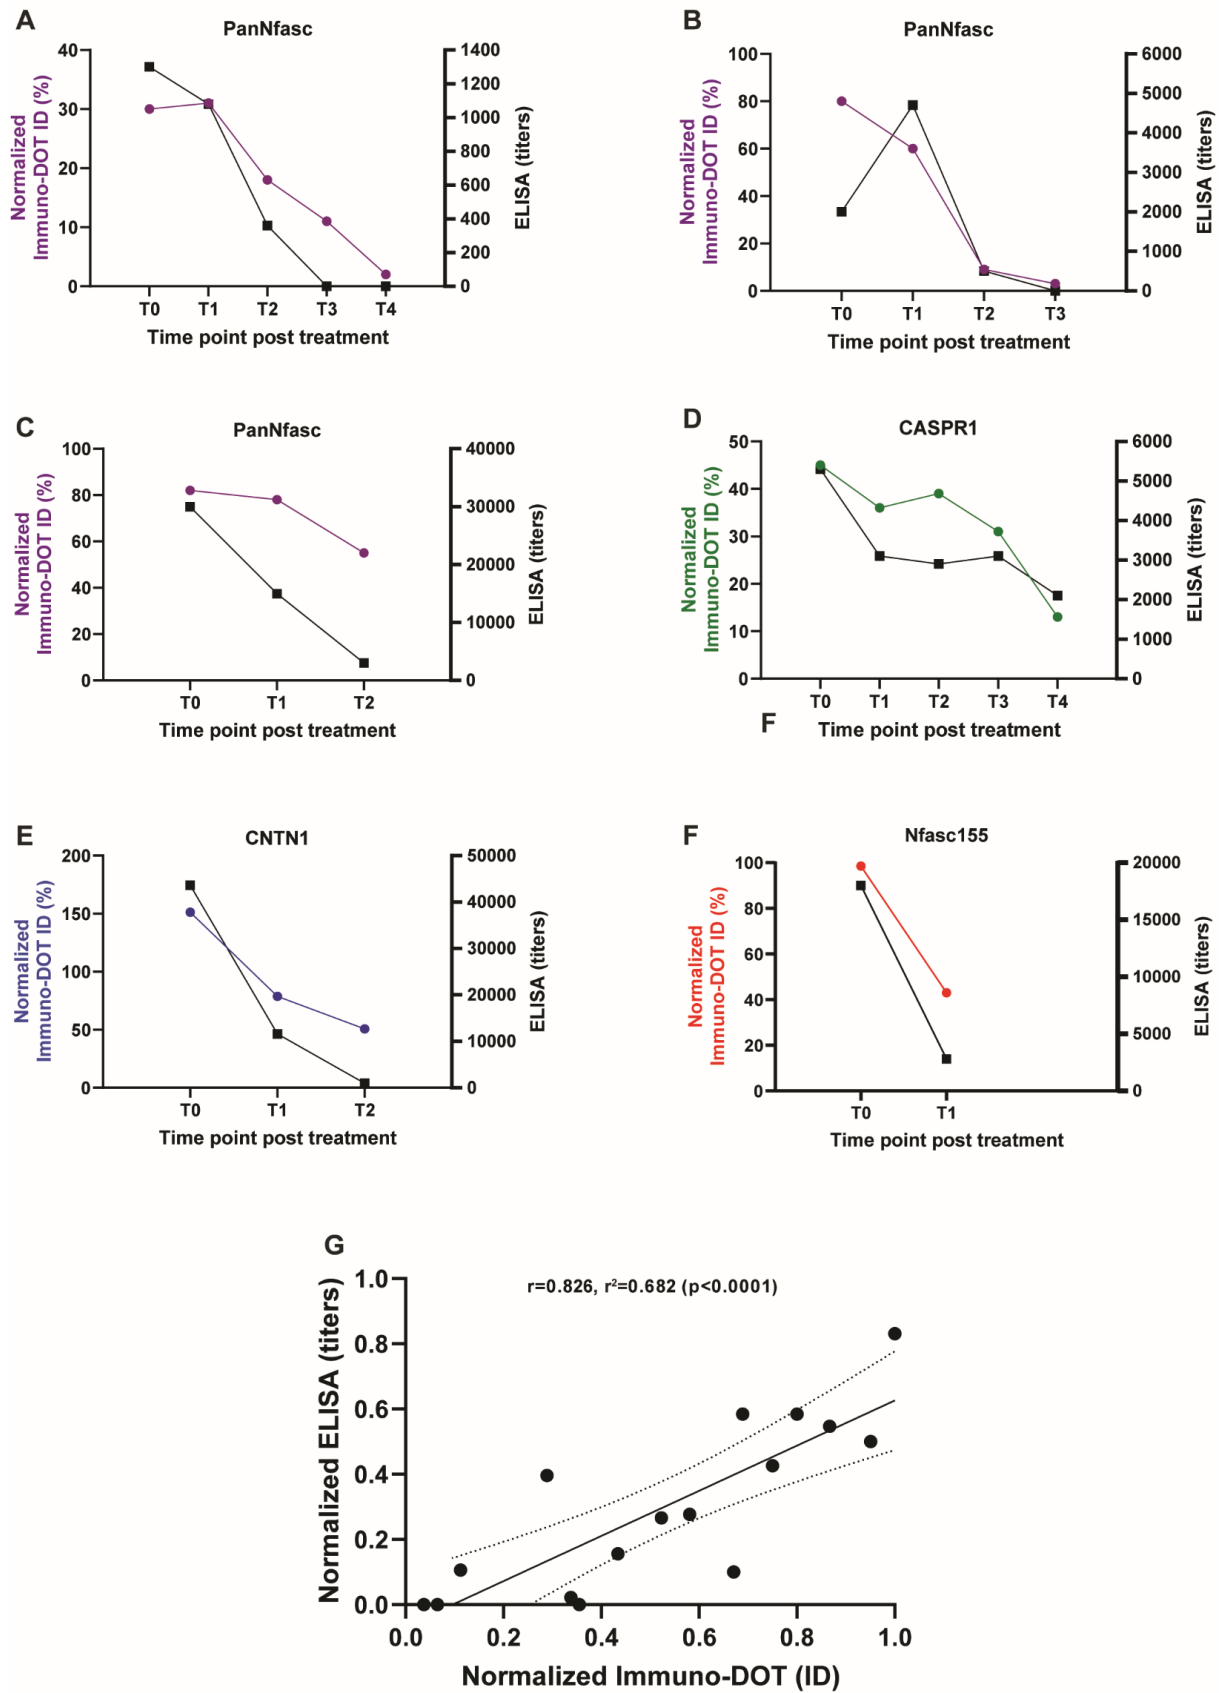 A
PanNfasc
Normalized
Immuno-DOT ID (%)
40
30
20
10
0
1400
1200
1000
800
600
400
200
0
ELISA (titers)
T0 T1 T2 T3 T4
Time point post treatment
B
PanNfasc
Normalized
Immuno-DOT ID (%)
100
80
60
40
20
0
6000
5000
4000
3000
2000
1000
0
ELISA (titers)
T0 T1 T2 T3
Time point post treatment
C
PanNfasc
Normalized
Immuno-DOT ID (%)
100
80
60
40
20
0
40000
30000
20000
10000
0
ELISA (titers)
T0 T1 T2
Time point post treatment
D
CASPR1
Normalized
Immuno-DOT ID (%)
50
40
30
20
10
0
6000
5000
4000
3000
2000
1000
0
ELISA (titers)
T0 T1 T2 T3 T4
F
Time point post treatment
E
CNTN1
Normalized
Immuno-DOT ID (%)
200
150
100
50
0
50000
40000
30000
20000
10000
0
ELISA (titers)
T0 T1 T2
Time point post treatment
F
Nfasc155
Normalized
Immuno-DOT ID (%)
100
80
60
40
20
0
20000
15000
10000
5000
0
ELISA (titers)
T0 T1
Time point post treatment
G
r=0.826, r²=0.682 (p<0.0001)
Normalized ELISA (titers)
1.0
0.8
0.6
0.4
0.2
0.0
0.0 0.2 0.4 0.6 0.8 1.0
Normalized Immuno-DOT (ID)